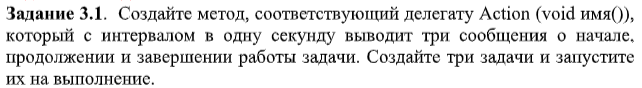 Задание 3.1. Создайте метод, соответствующий делегату Action (void имя()),
который с интервалом в одну секунду выводит три сообщения о начале,
продолжении и завершении работы задачи. Создайте три задачи и запустите
их на выполнение.